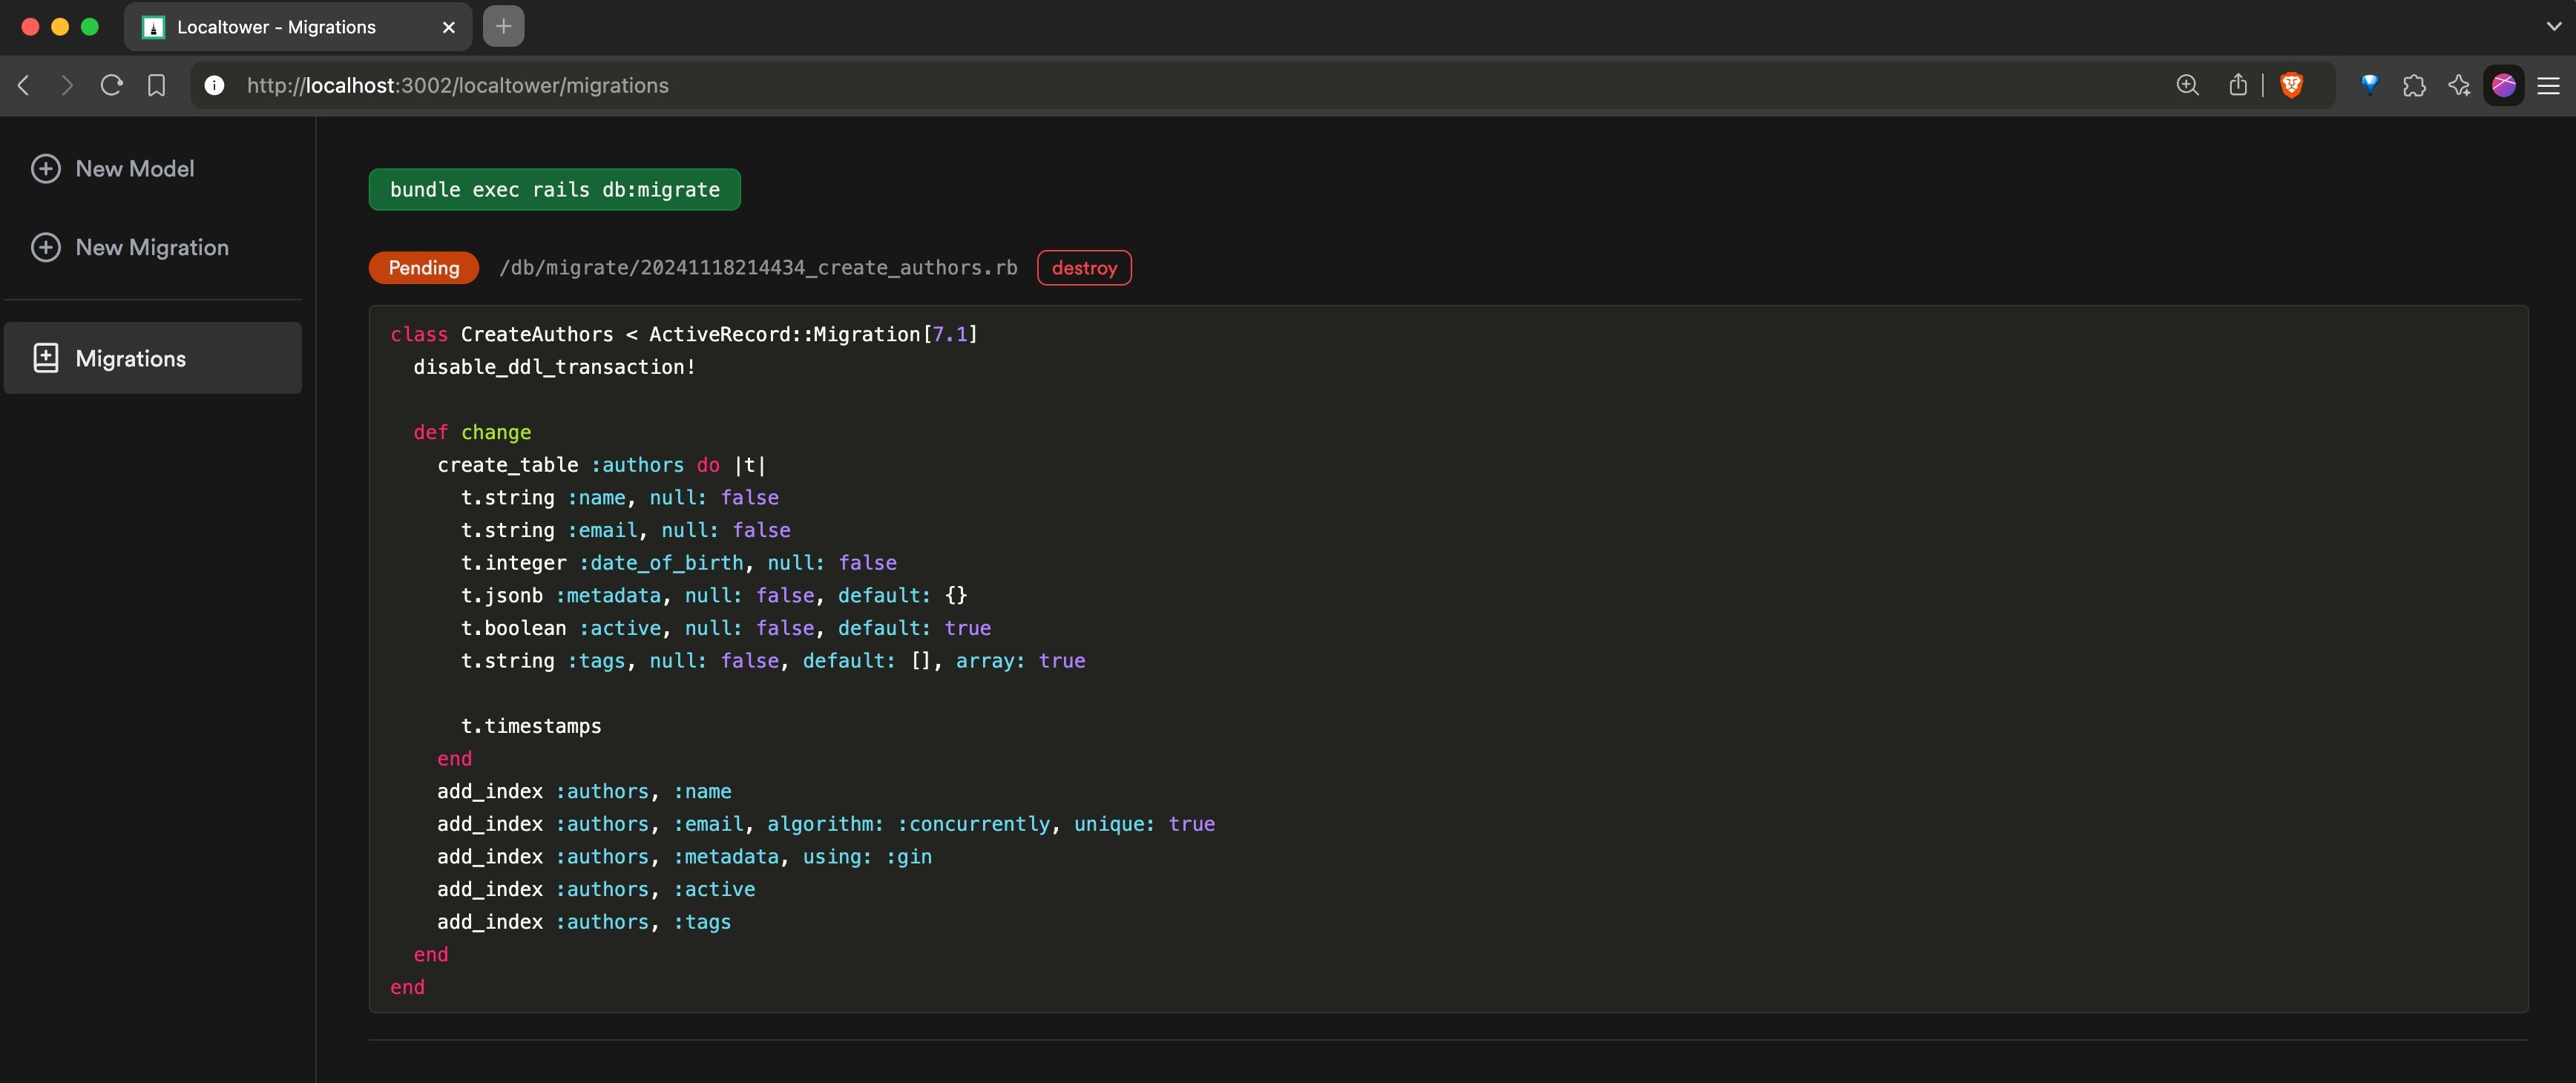 Localtower - Migrations
http://localhost:3002/localtower/migrations
New Model
New Migration
Migrations
bundle exec rails db:migrate
Pending /db/migrate/20241118214434_create_authors.rb destroy
class CreateAuthors < ActiveRecord::Migration[7.1]
  disable_ddl_transaction!

  def change
    create_table :authors do |t|
      t.string :name, null: false
      t.string :email, null: false
      t.integer :date_of_birth, null: false
      t.jsonb :metadata, null: false, default: {}
      t.boolean :active, null: false, default: true
      t.string :tags, null: false, default: [], array: true

      t.timestamps
    end
    add_index :authors, :name
    add_index :authors, :email, algorithm: :concurrently, unique: true
    add_index :authors, :metadata, using: :gin
    add_index :authors, :active
    add_index :authors, :tags
  end
end